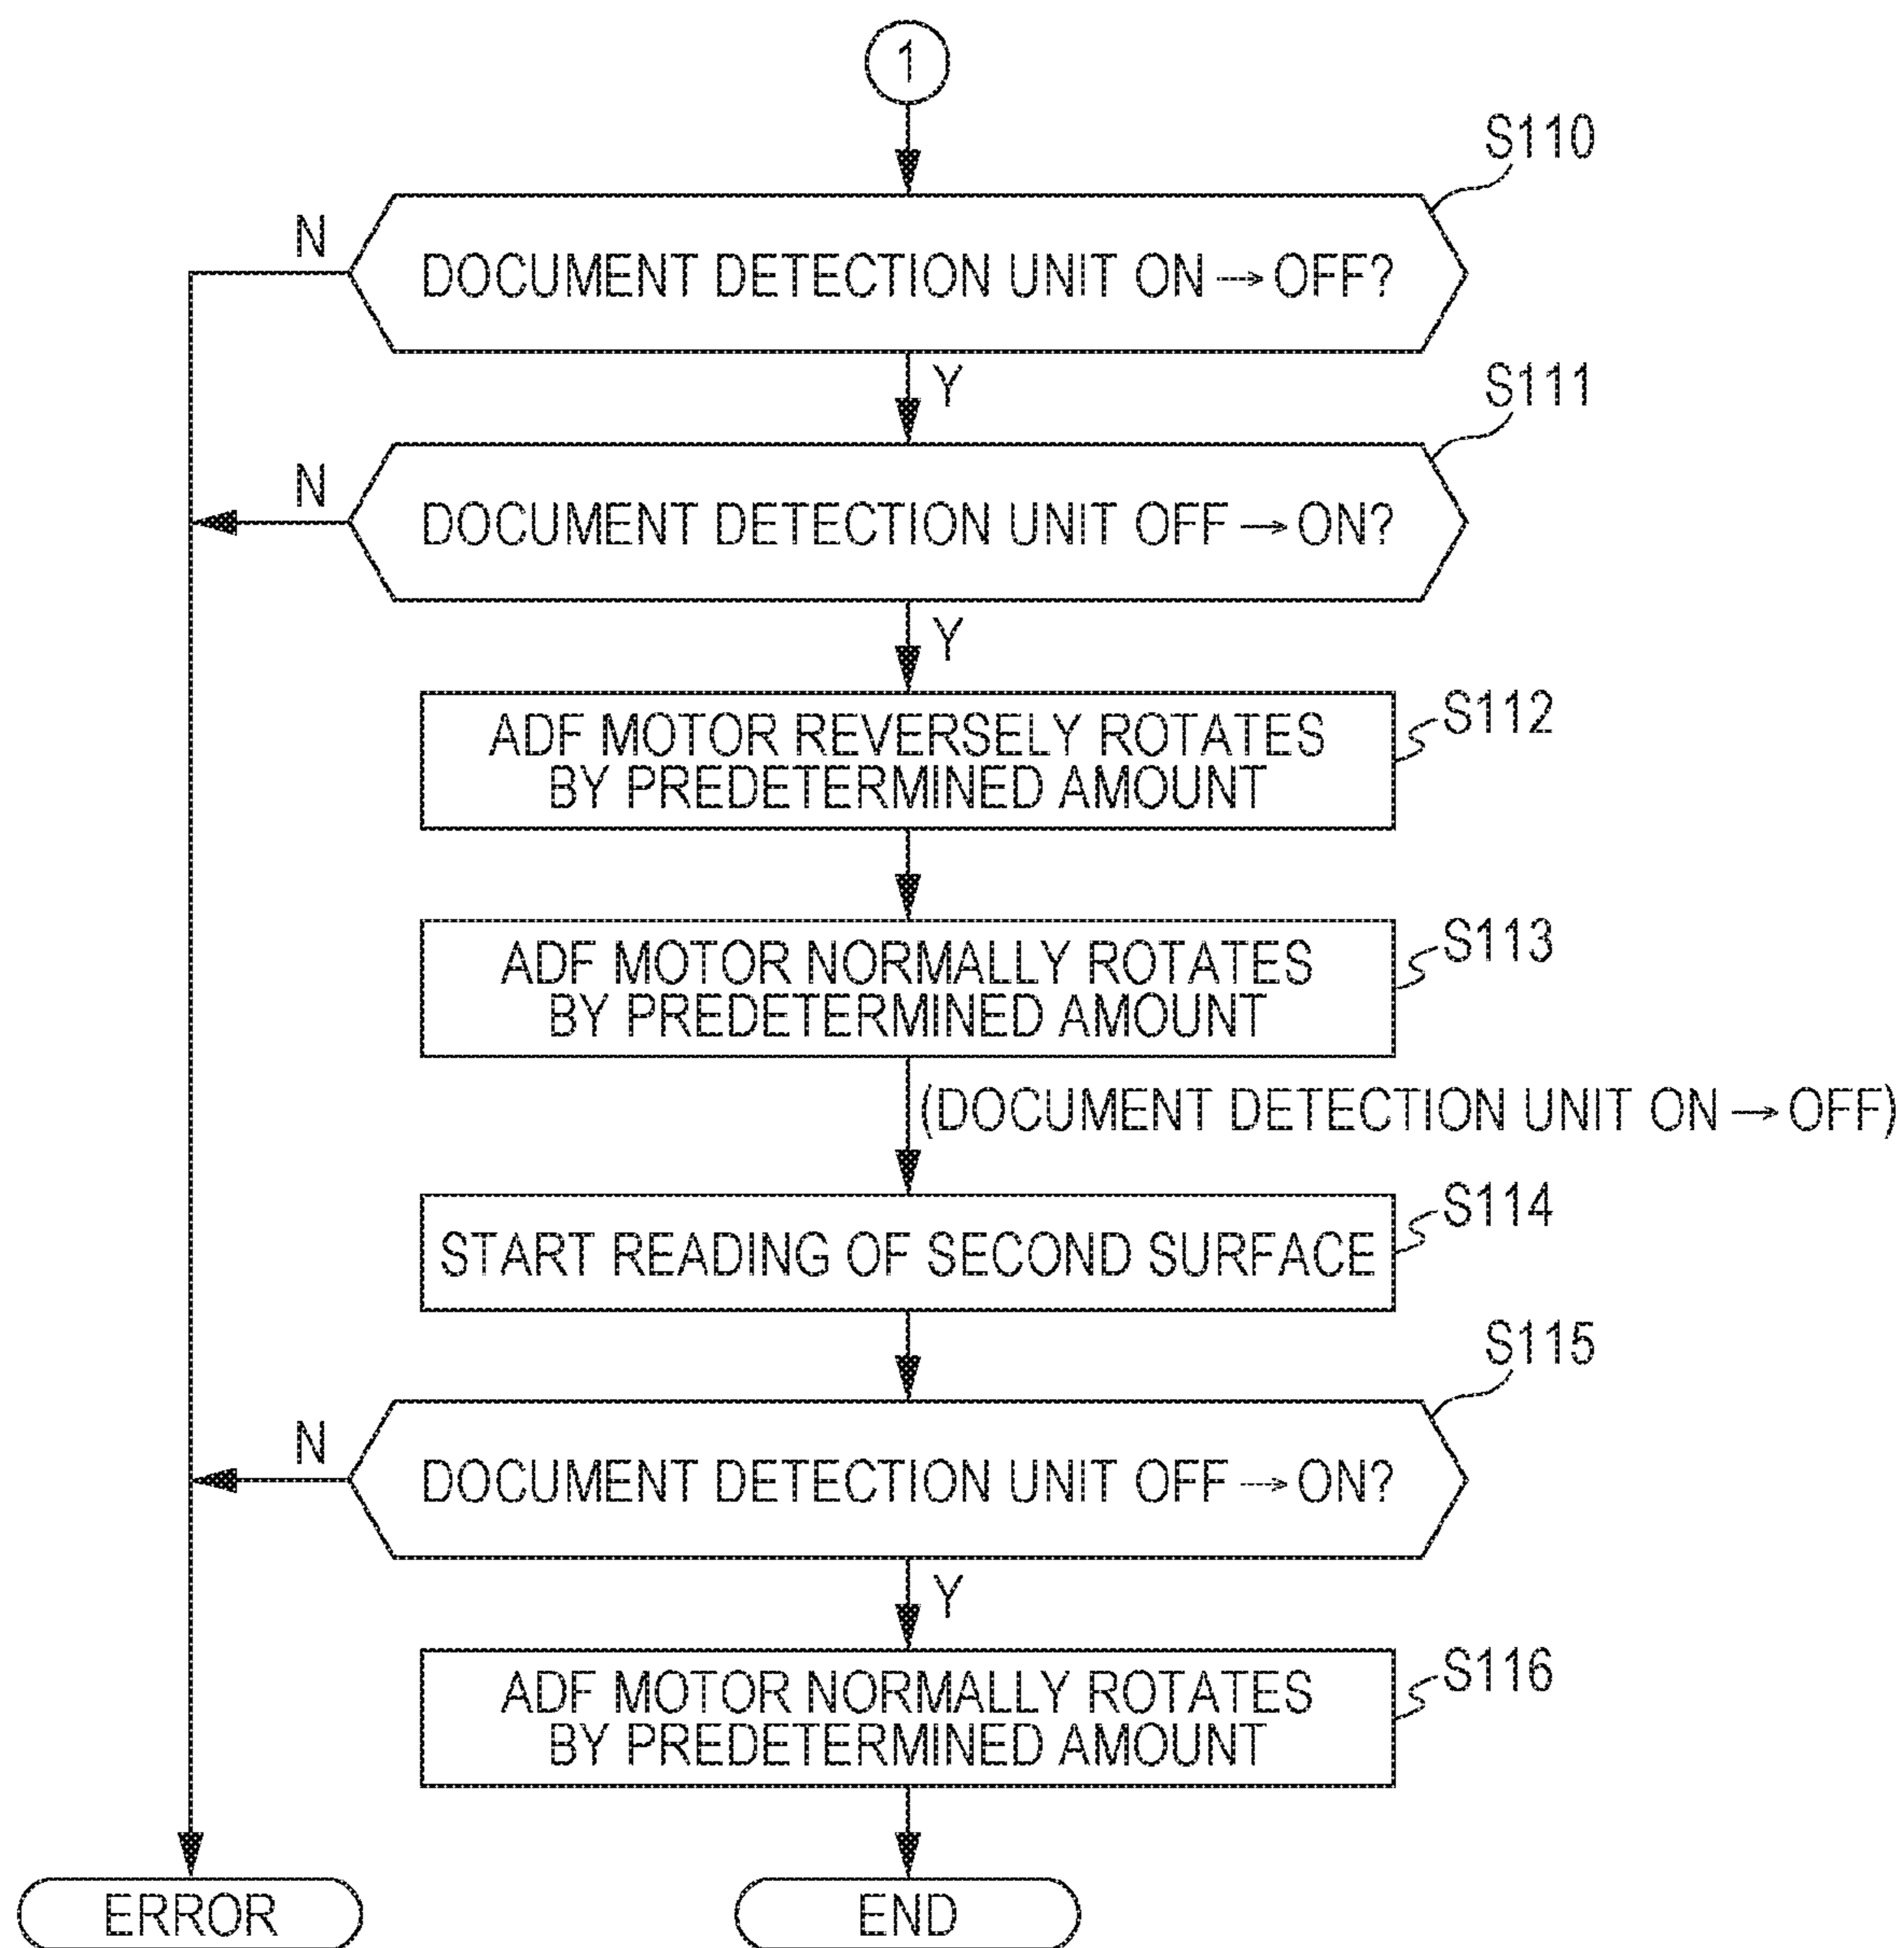 1
S110
N
DOCUMENT DETECTION UNIT ON → OFF?
Y
S111
N
DOCUMENT DETECTION UNIT OFF → ON?
Y
S112
ADF MOTOR REVERSELY ROTATES
BY PREDETERMINED AMOUNT
S113
ADF MOTOR NORMALLY ROTATES
BY PREDETERMINED AMOUNT
(DOCUMENT DETECTION UNIT ON → OFF)
S114
START READING OF SECOND SURFACE
S115
N
DOCUMENT DETECTION UNIT OFF → ON?
Y
S116
ADF MOTOR NORMALLY ROTATES
BY PREDETERMINED AMOUNT
ERROR
END